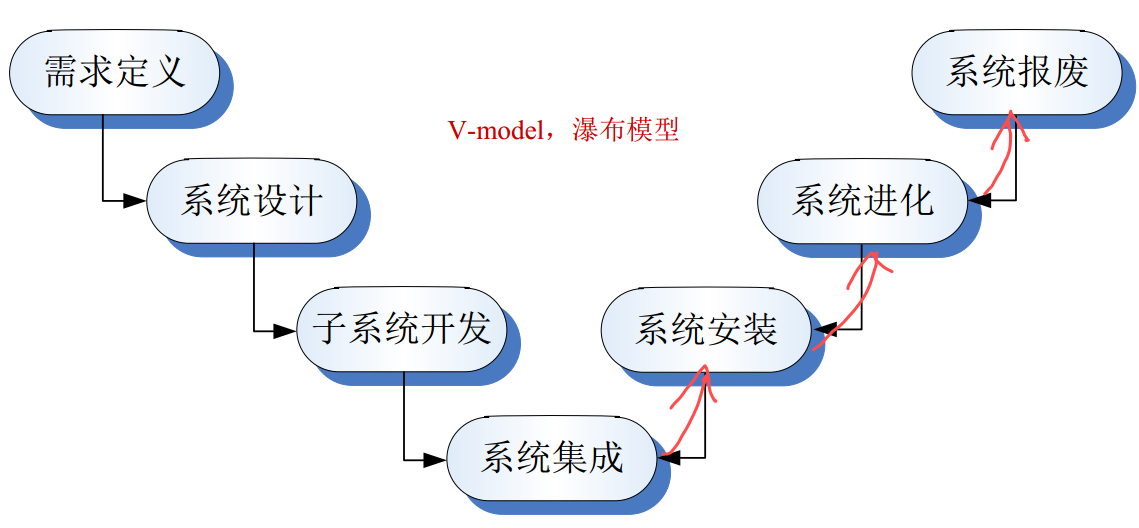 需求定义
系统报废
V-model，瀑布模型
系统设计
系统进化
子系统开发
系统安装
系统集成